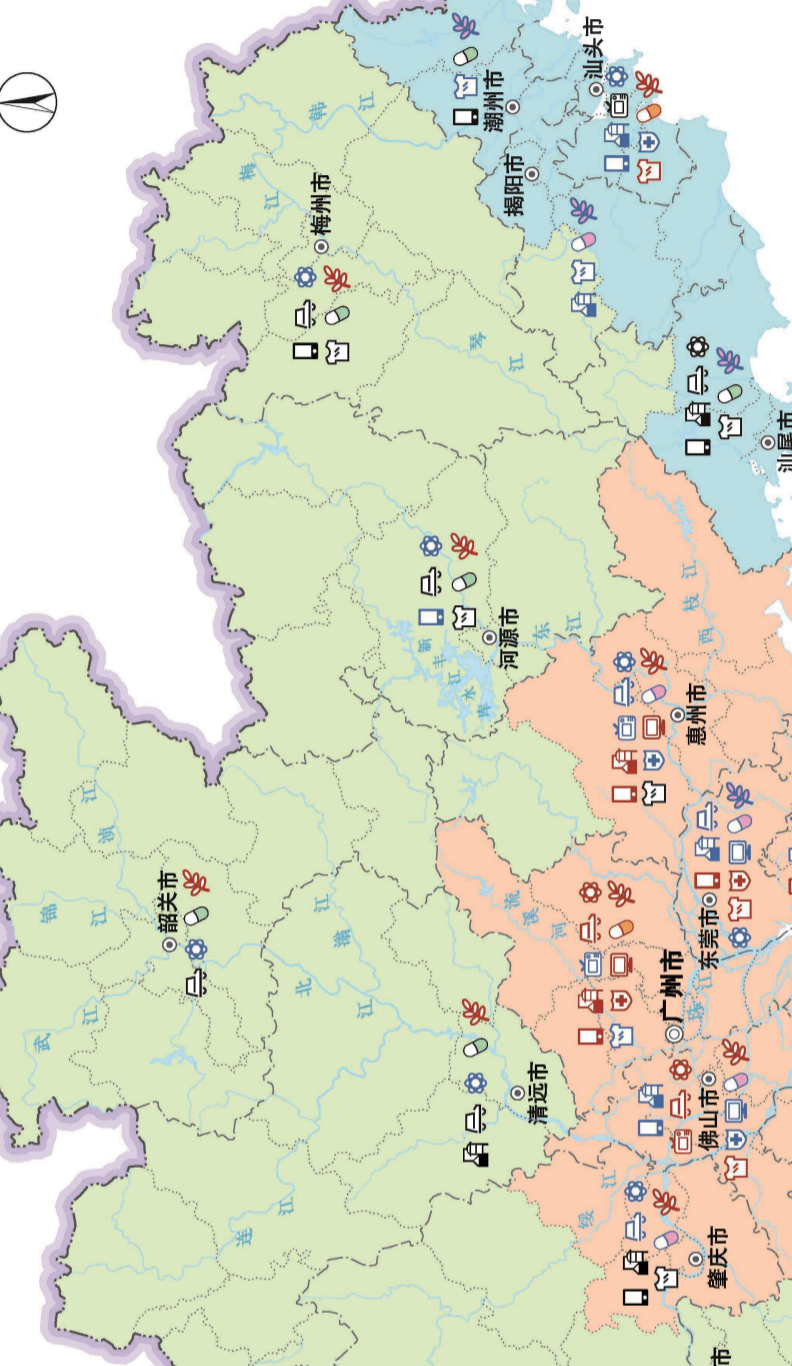 武江
锦江
浈江
韶关市
连江
北江
滃江
清远市
梅江
韩江
梅州市
新丰江水库
河源市
琴江
东江
潮州市
揭阳市
汕头市
绥江
流溪河
广州市
珠江
惠州市
西枝江
肇庆市
佛山市
东莞市
汕尾市
市